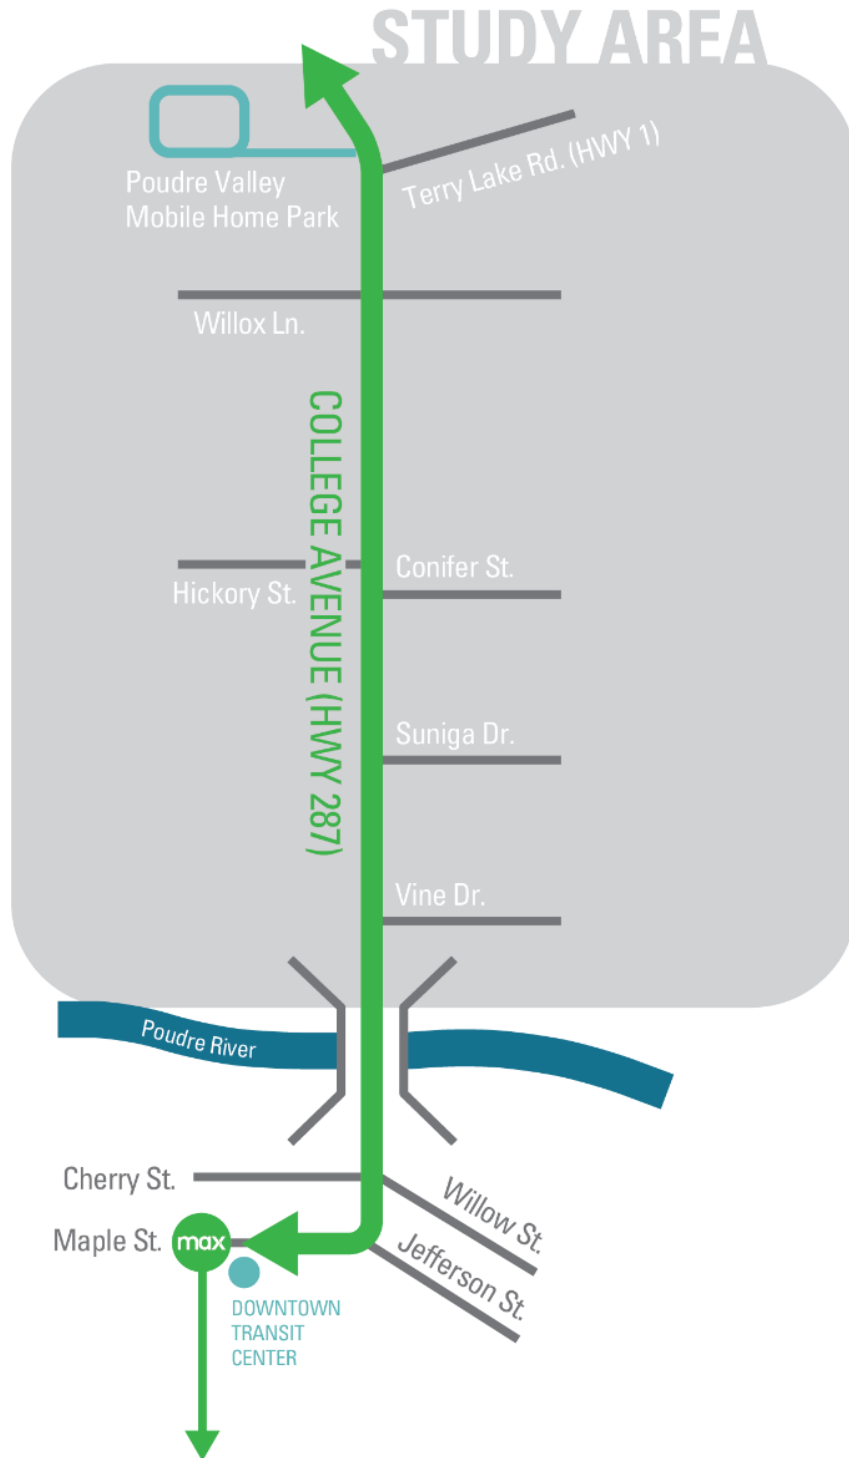 STUDY AREA
Poudre Valley
Mobile Home Park
Terry Lake Rd. (HWY 1)
Willox Ln.
COLLEGE AVENUE (HWY 287)
Conifer St.
Hickory St.
Suniga Dr.
Vine Dr.
Poudre River
Cherry St.
Willow St.
Maple St.
max
Jefferson St.
DOWNTOWN
TRANSIT
CENTER